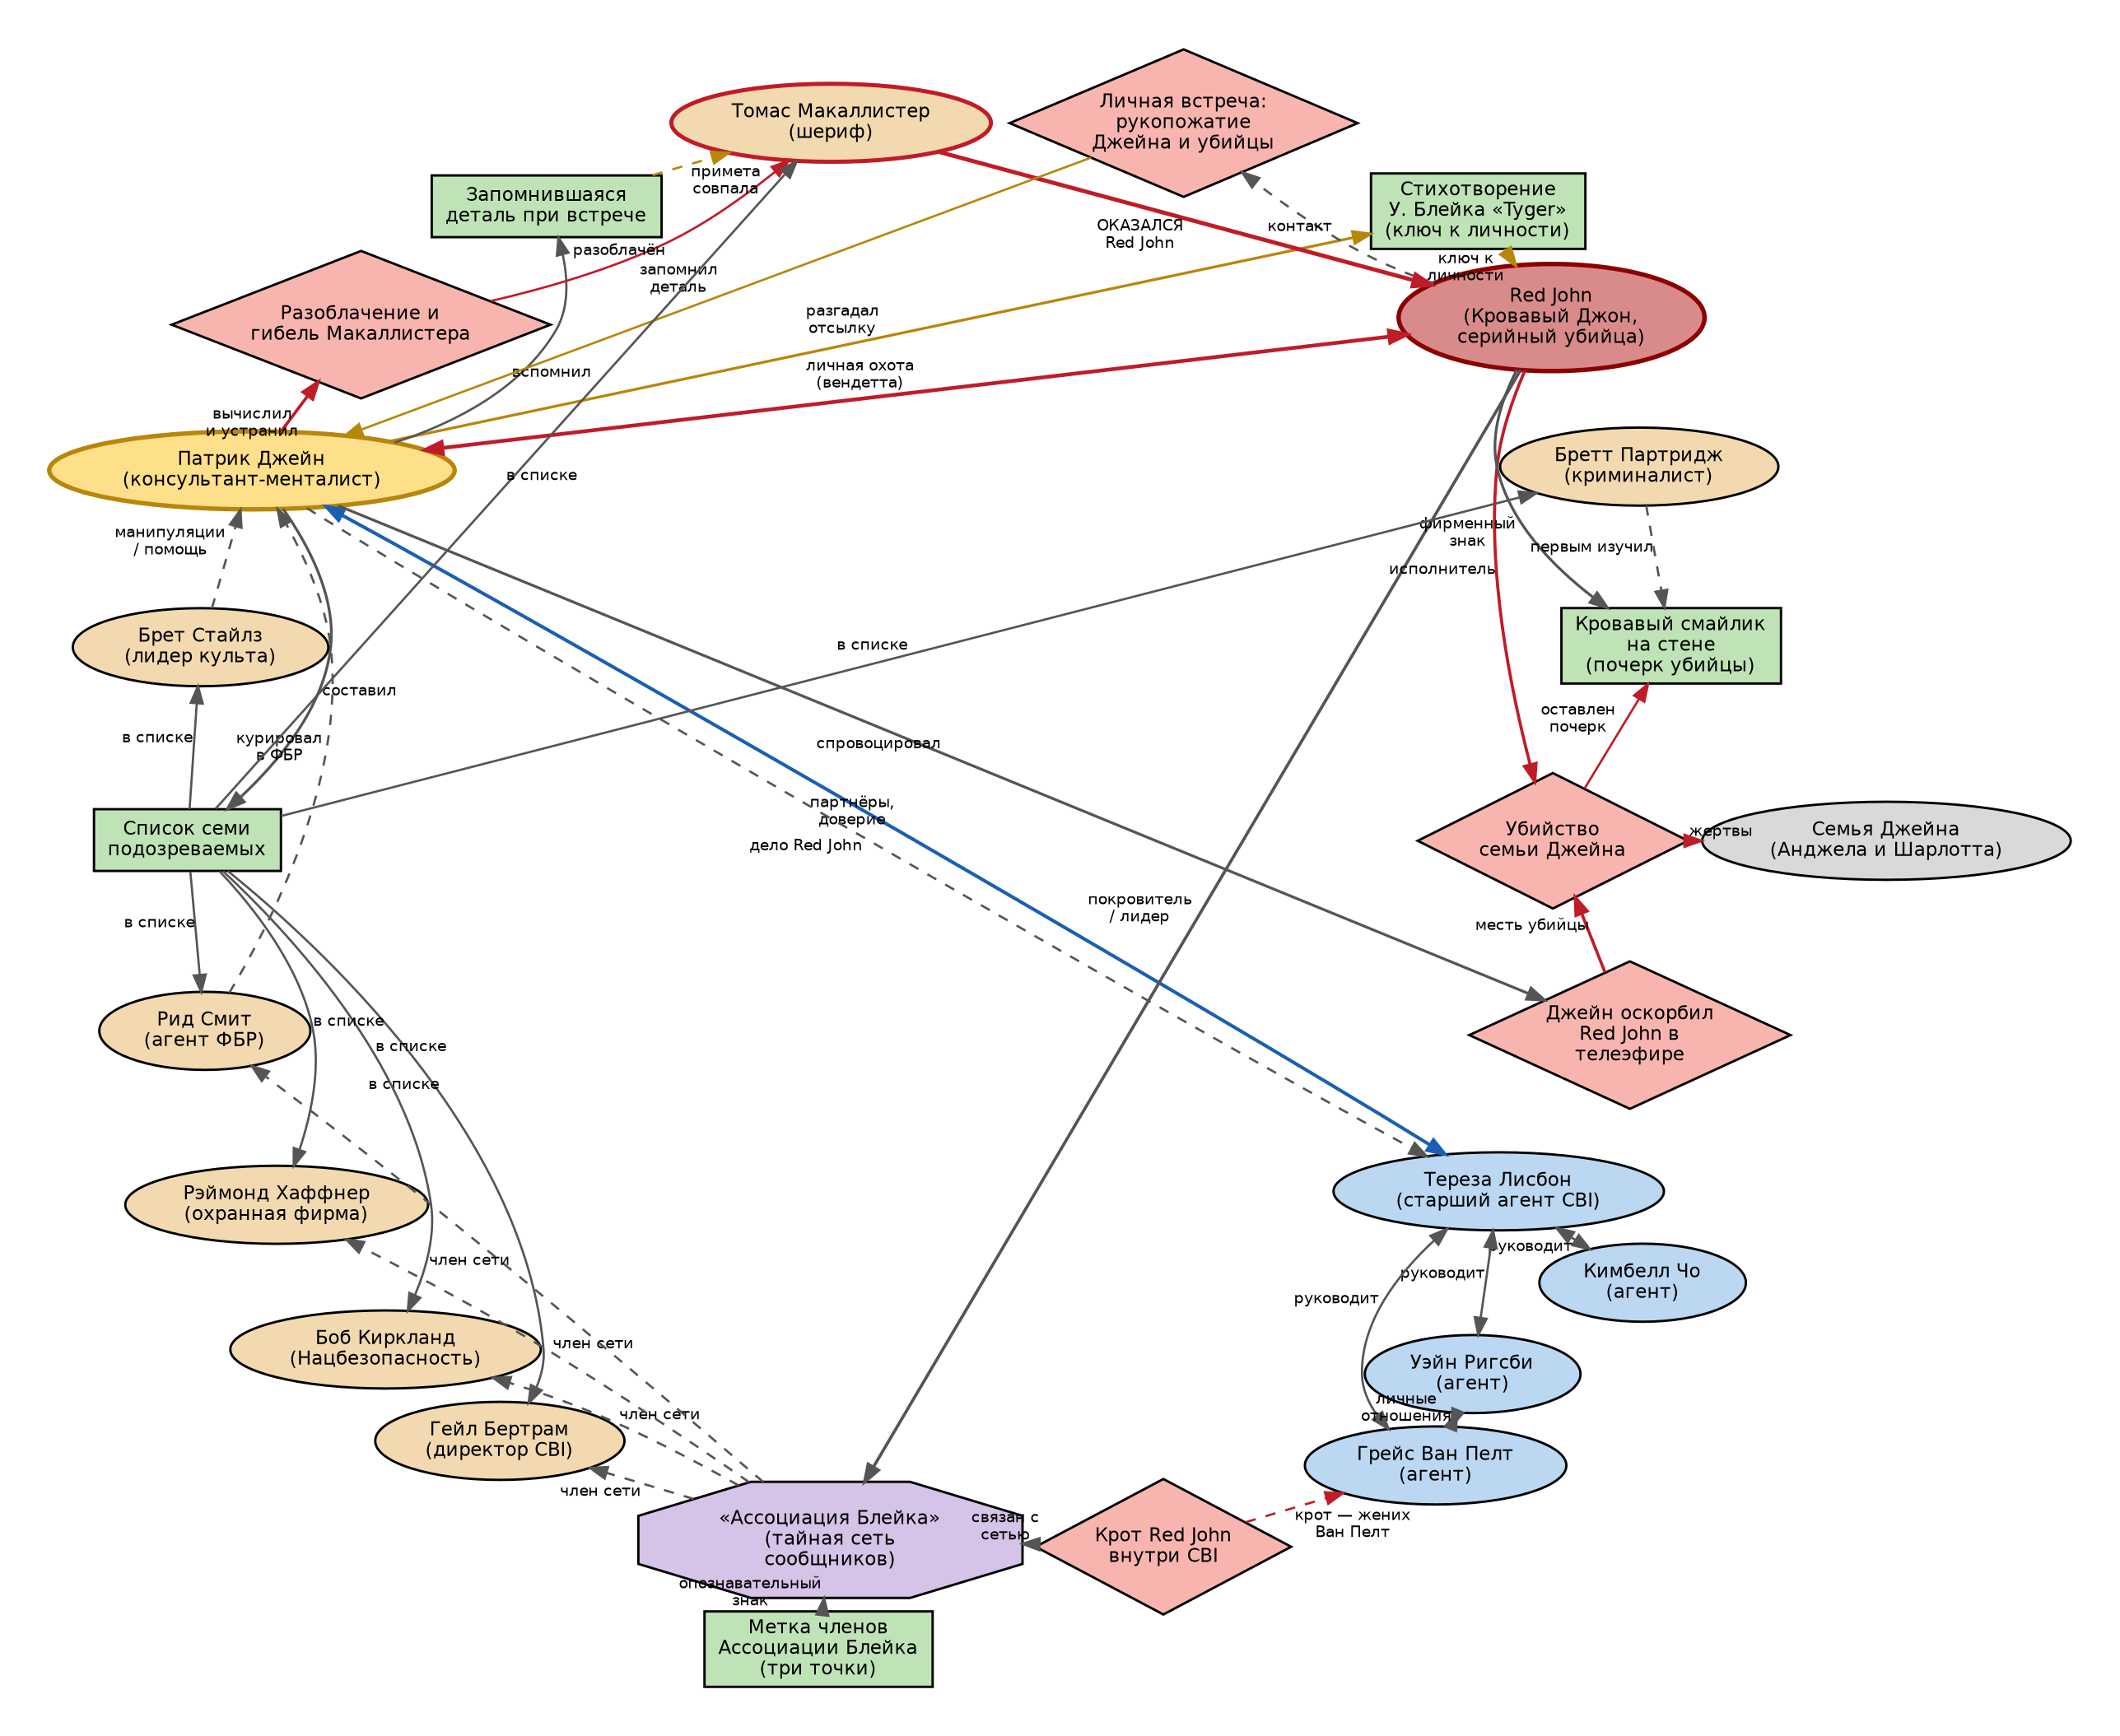 Томас Макаллистер
(шериф)
Личная встреча:
рукопожатие
Джейна и убийцы
Запомнившаяся
деталь при встрече
примета
совпала
Стихотворение
У. Блейка «Tyger»
(ключ к личности)
ОКАЗАЛСЯ
Red John
контакт
разоблачён
запомнил
деталь
ключ к
личности
Разоблачение и
гибель Макаллистера
разгадал
отсылку
Red John
(Кровавый Джон,
серийный убийца)
вспомнил
личная охота
(вендетта)
вычислил
и устранил
Патрик Джейн
(консультант-менталист)
в списке
Бретт Партридж
(криминалист)
манипуляции
/ помощь
фирменный
знак
первым изучил
исполнитель
Брет Стайлз
(лидер культа)
в списке
Кровавый смайлик
на стене
(почерк убийцы)
составил
оставлен
почерк
в списке
курировал
в ФБР
спровоцировал
партнёры,
доверие
дело Red John
Список семи
подозреваемых
Убийство
семьи Джейна
жертвы
Семья Джейна
(Анджела и Шарлотта)
в списке
покровитель
/ лидер
месть убийцы
Рид Смит
(агент ФБР)
в списке
в списке
в списке
Джейн оскорбил
Red John в
телеэфире
Рэймонд Хаффнер
(охранная фирма)
Тереза Лисбон
(старший агент CBI)
член сети
руководит
руководит
руководит
Кимбелл Чо
(агент)
Боб Киркланд
(Нацбезопасность)
член сети
Уэйн Ригсби
(агент)
член сети
личные
отношения
Гейл Бертрам
(директор CBI)
член сети
Грейс Ван Пелт
(агент)
«Ассоциация Блейка»
(тайная сеть
сообщников)
связан с
сетью
Крот Red John
внутри CBI
крот — жених
Ван Пелт
опознавательный
знак
Метка членов
Ассоциации Блейка
(три точки)